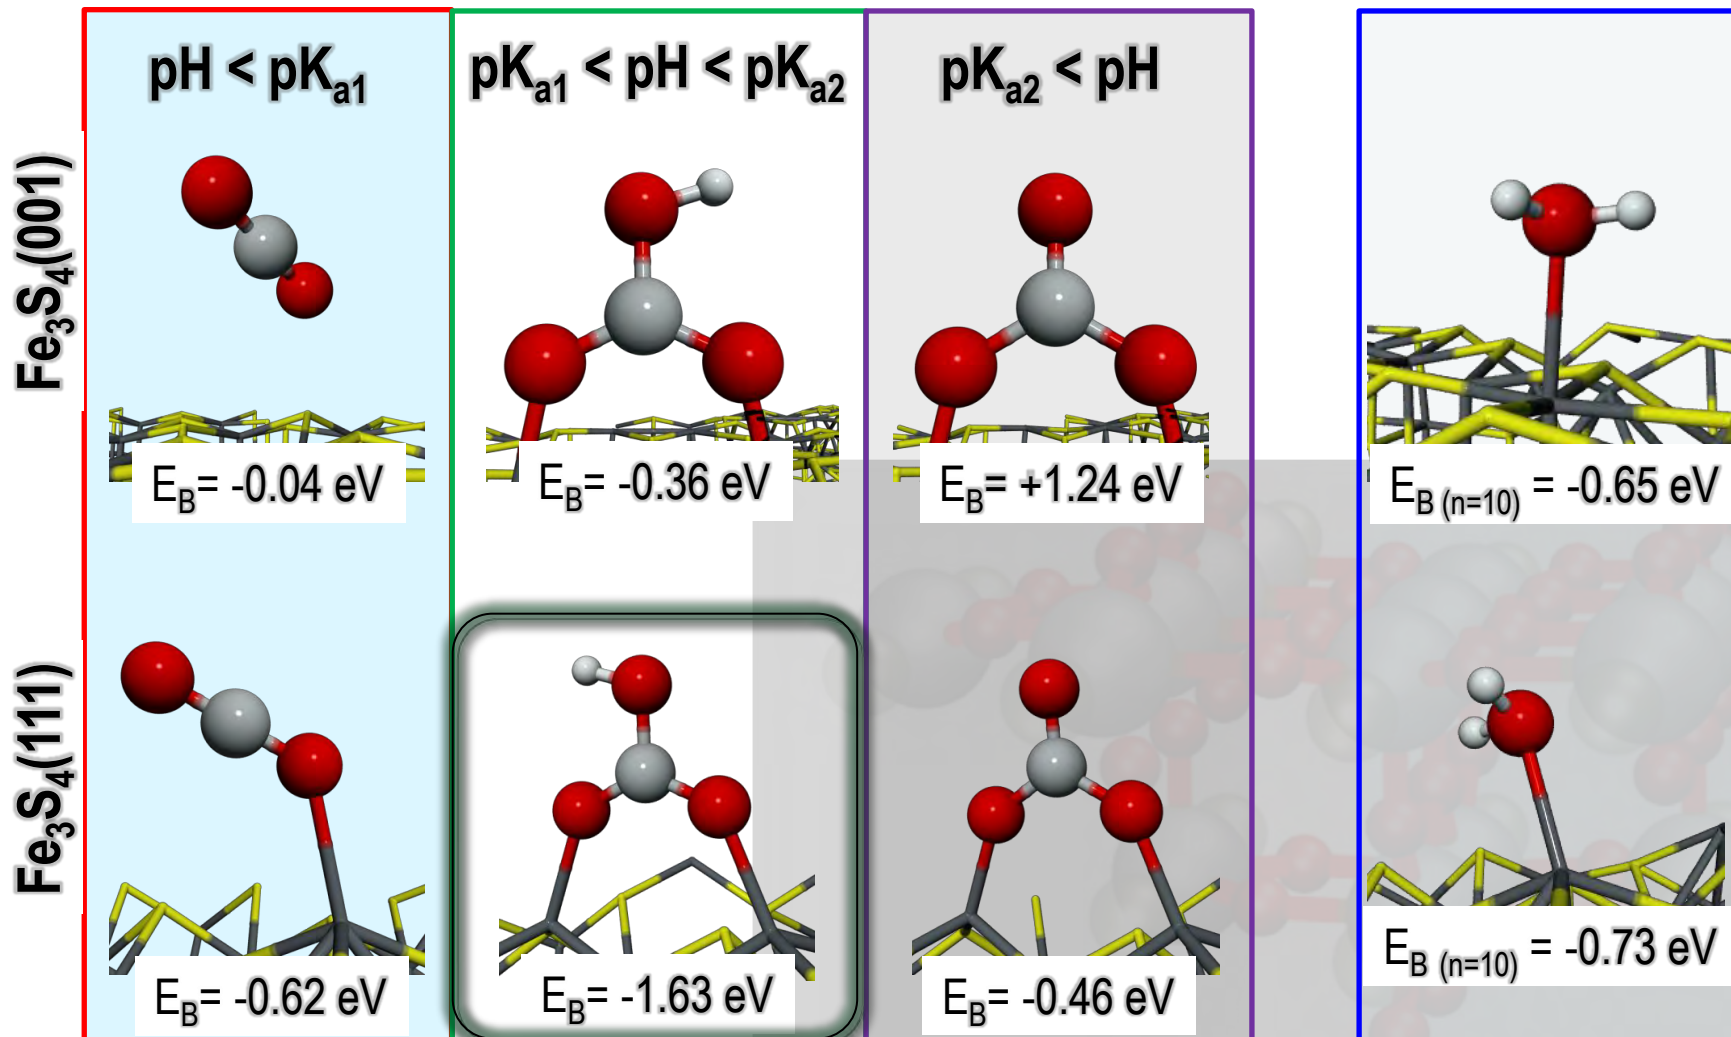 pH < pKa1
pKa1 < pH < pKa2
pKa2 < pH
Fe3S4(001)
EB= -0.04 eV
EB= -0.36 eV
EB= +1.24 eV
EB (n=10) = -0.65 eV
Fe3S4(111)
EB= -0.62 eV
EB= -1.63 eV
EB= -0.46 eV
EB (n=10) = -0.73 eV